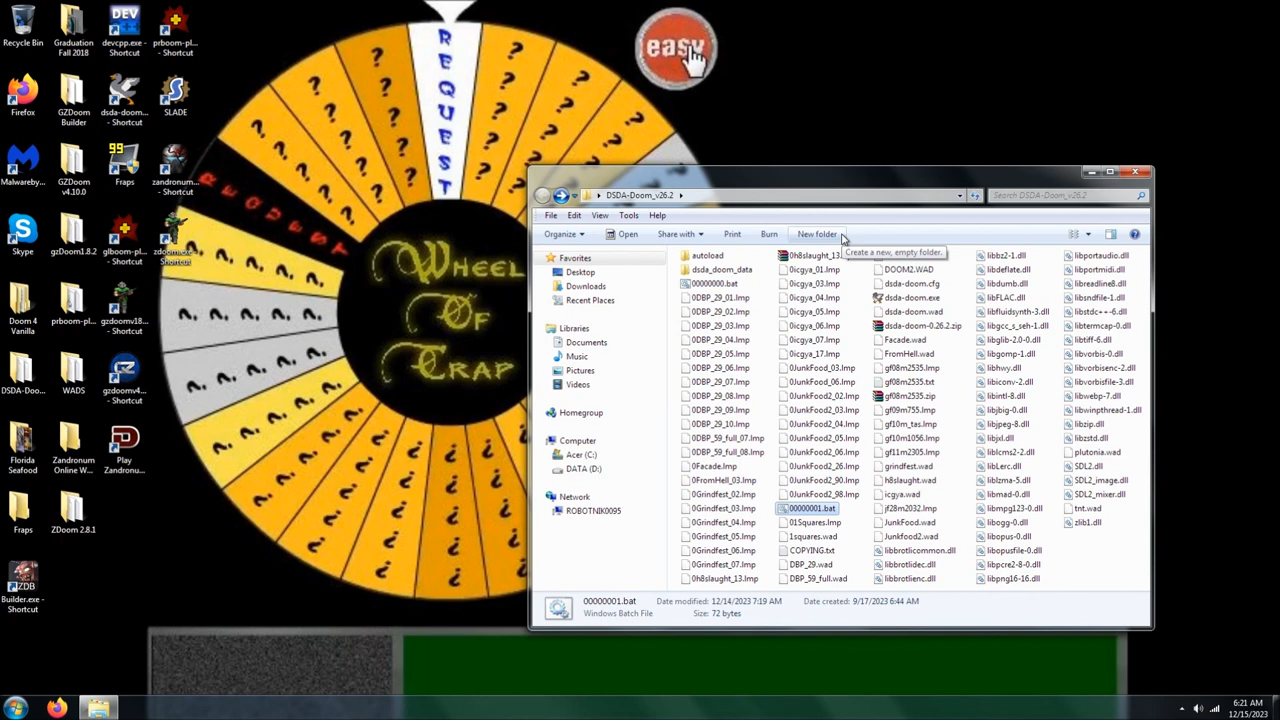 Recycle Bin
Graduation Fall 2018
devcpp.exe - Shortcut
prboom-pl... - Shortcut
Firefox
GZDoom Builder
dsda-doom... - Shortcut
SLADE
Malwareby...
GZDoom v4.10.0
Fraps
zandronum... - Shortcut
Skype
gzDoom1.8.2
glboom-pl... - Shortcut
zdoom.exe - Shortcut
Doom 4 Vanilla
prboom-pl...
gzdoomv18... - Shortcut
DSDA-Doo...
WADS
gzdoomv4... - Shortcut
Florida Seafood
Zandronum Online W...
Play Zandronu...
Fraps
ZDoom 2.8.1
Builder.exe - Shortcut
DEV
99
ZDB
REQUEST
easy
WHEEL
OF
CRAP
DSDA-Doom_v26.2
Search DSDA-Doom_v26.2
File Edit View Tools Help
Organize Open Share with Print Burn New folder
Create a new, empty folder.
Favorites
Desktop
Downloads
Recent Places
Libraries
Documents
Music
Pictures
Videos
Homegroup
Computer
Acer (C:)
DATA (D:)
Network
ROBOTNIK0095
autoload
dsda_doom_data
00000000.bat
0DBP_29_01.lmp
0DBP_29_02.lmp
0DBP_29_03.lmp
0DBP_29_04.lmp
0DBP_29_05.lmp
0DBP_29_06.lmp
0DBP_29_07.lmp
0DBP_29_08.lmp
0DBP_29_09.lmp
0DBP_29_10.lmp
0DBP_59_full_07.lmp
0DBP_59_full_08.lmp
0Facade.lmp
0FromHell_03.lmp
0Grindfest_02.lmp
0Grindfest_03.lmp
0Grindfest_04.lmp
0Grindfest_05.lmp
0Grindfest_06.lmp
0Grindfest_07.lmp
0h8slaught_13.lmp
0h8slaught_13...
0icgya_01.lmp
0icgya_03.lmp
0icgya_04.lmp
0icgya_05.lmp
0icgya_06.lmp
0icgya_07.lmp
0icgya_17.lmp
0JunkFood_03.lmp
0JunkFood_04.lmp
0JunkFood2_02.lmp
0JunkFood2_04.lmp
0JunkFood2_05.lmp
0JunkFood2_06.lmp
0JunkFood2_26.lmp
0JunkFood2_90.lmp
0JunkFood2_98.lmp
00000001.bat
01Squares.lmp
1squares.wad
COPYING.txt
DBP_29.wad
DBP_59_full.wad
DOOM2.WAD
dsda-doom.cfg
dsda-doom.exe
dsda-doom.wad
dsda-doom-0.26.2.zip
Facade.wad
FromHell.wad
gf08m2535.lmp
gf08m2535.txt
gf08m2535.zip
gf09m755.lmp
gf10m_tas.lmp
gf10m1056.lmp
gf11m2305.lmp
grindfest.wad
h8slaught.wad
icgya.wad
jf28m2032.lmp
JunkFood.wad
Junkfood2.wad
libbrotlicommon.dll
libbrotlidec.dll
libbrotlienc.dll
libbz2-1.dll
libdeflate.dll
libdumb.dll
libFLAC.dll
libfluidsynth-3.dll
libgcc_s_seh-1.dll
libglib-2.0-0.dll
libgomp-1.dll
libhwy.dll
libiconv-2.dll
libintl-8.dll
libjbig-0.dll
libjpeg-8.dll
libjxl.dll
liblcms2-2.dll
libLerc.dll
liblzma-5.dll
libmad-0.dll
libmpg123-0.dll
libogg-0.dll
libopus-0.dll
libopusfile-0.dll
libpcre2-8-0.dll
libpng16-16.dll
libportaudio.dll
libportmidi.dll
libreadline8.dll
libsndfile-1.dll
libstdc++-6.dll
libtermcap-0.dll
libtiff-6.dll
libvorbis-0.dll
libvorbisenc-2.dll
libvorbisfile-3.dll
libwebp-7.dll
libwinpthread-1.dll
libzip.dll
libzstd.dll
plutonia.wad
SDL2.dll
SDL2_image.dll
SDL2_mixer.dll
tnt.wad
zlib1.dll
00000001.bat Date modified: 12/14/2023 7:19 AM Date created: 9/17/2023 6:44 AM
Windows Batch File Size: 72 bytes
6:21 AM
12/15/2023